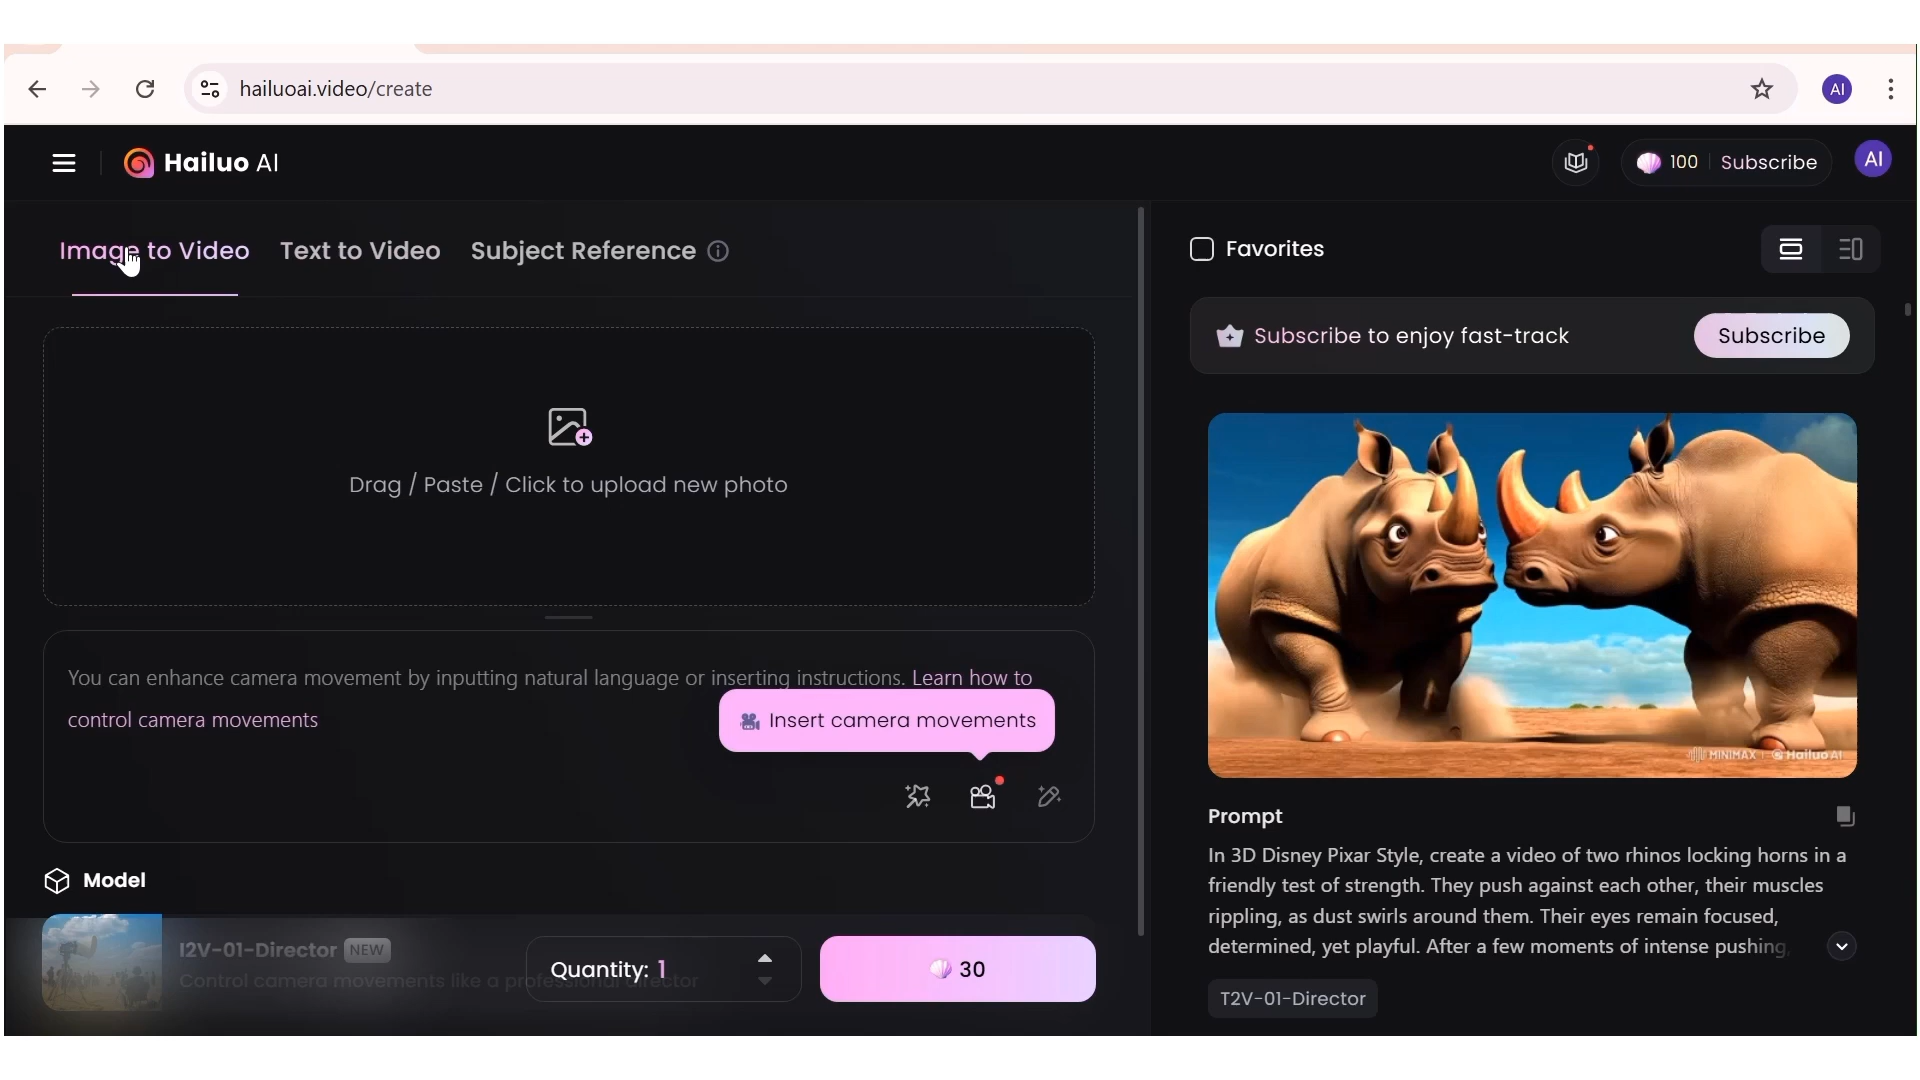 hailuoai.video/create
AI
Hailuo AI
100 | Subscribe
AI
Image to Video
Text to Video
Subject Reference
Drag / Paste / Click to upload new photo
You can enhance camera movement by inputting natural language or inserting instructions. Learn how to
control camera movements
Insert camera movements
Model
I2V-01-Director NEW
Control camera movements like a professional director
Quantity: 1
30
Favorites
Subscribe to enjoy fast-track
Subscribe
MINIMAX | Hailuo AI
Prompt
In 3D Disney Pixar Style, create a video of two rhinos locking horns in a
friendly test of strength. They push against each other, their muscles
rippling, as dust swirls around them. Their eyes remain focused,
determined, yet playful. After a few moments of intense pushing,
T2V-01-Director